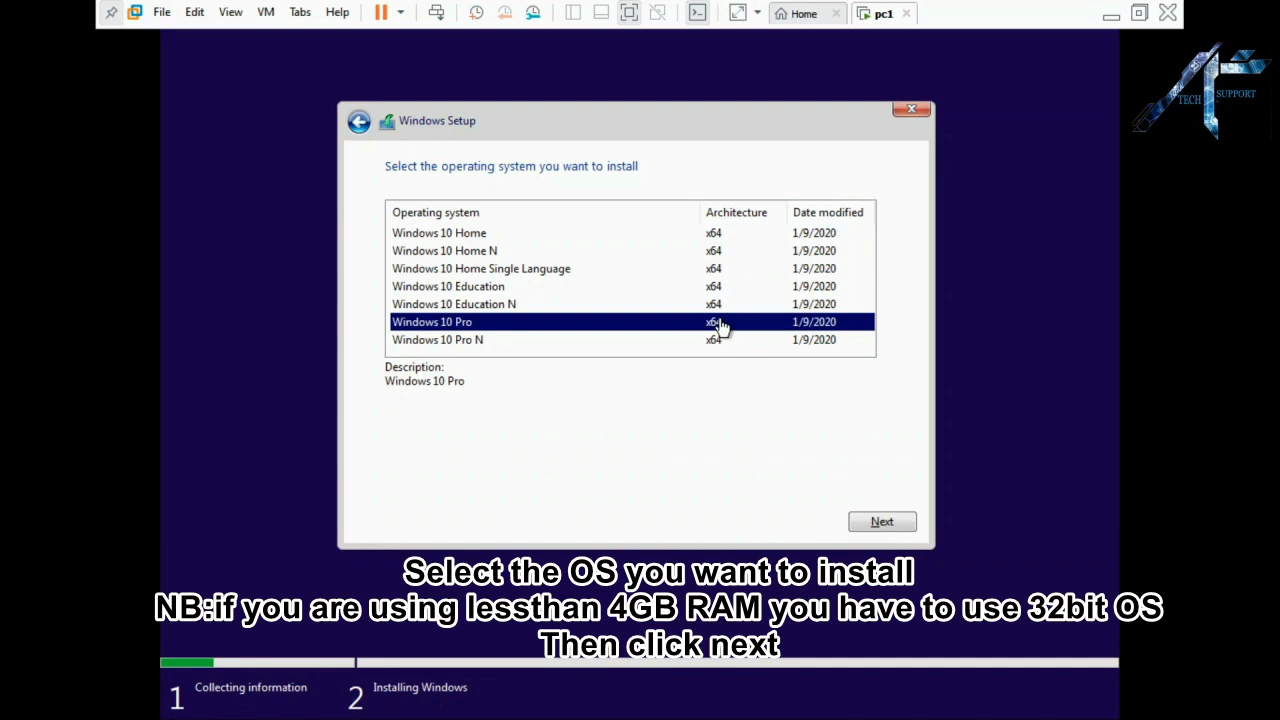 File Edit View VM Tabs Help Home pc1
TECH SUPPORT
Windows Setup
Select the operating system you want to install
Operating system Architecture Date modified
Windows 10 Home x64 1/9/2020
Windows 10 Home N x64 1/9/2020
Windows 10 Home Single Language x64 1/9/2020
Windows 10 Education x64 1/9/2020
Windows 10 Education N x64 1/9/2020
Windows 10 Pro x64 1/9/2020
Windows 10 Pro N x64 1/9/2020
Description:
Windows 10 Pro
Next
Select the OS you want to install
NB:if you are using lessthan 4GB RAM you have to use 32bit OS
Then click next
1 Collecting information 2 Installing Windows